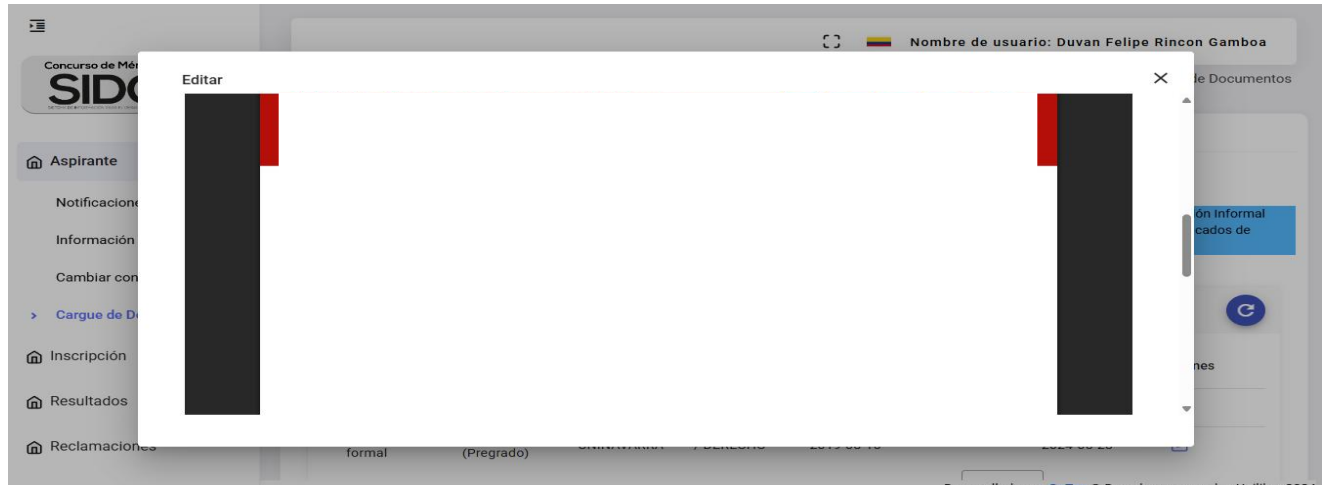 Nombre de usuario: Duvan Felipe Rincon Gamboa
Concurso de Mér
SIDC
Editar
de Documentos
Aspirante
Notificacione
ón Informal
Información
cados de
Cambiar con
Cargue de D
Inscripción
nes
Resultados
Reclamaciones
formal
(Pregrado)